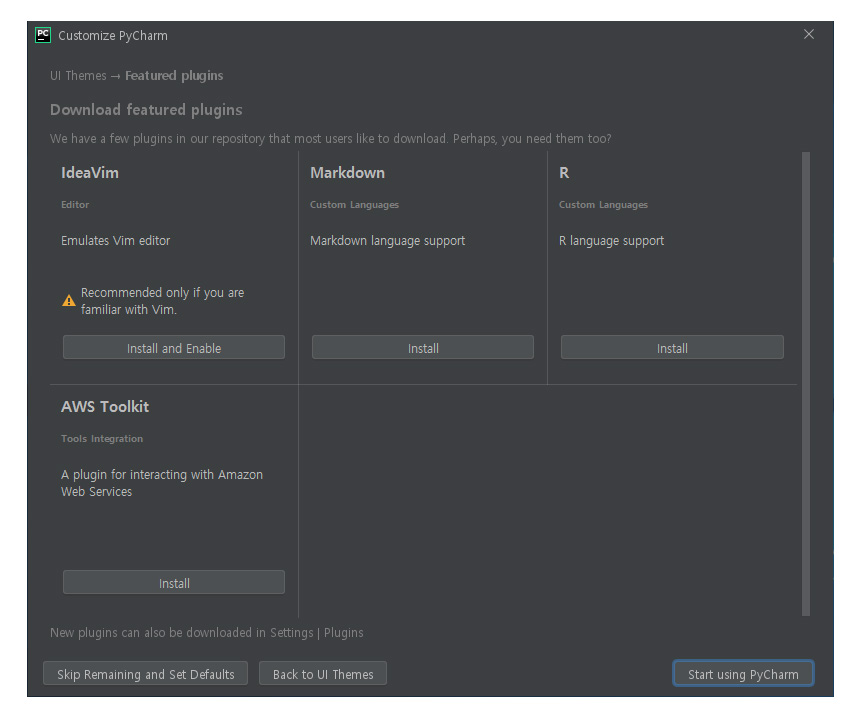 PC
Customize PyCharm
UI Themes → Featured plugins
Download featured plugins
We have a few plugins in our repository that most users like to download. Perhaps, you need them too?
IdeaVim
Editor
Emulates Vim editor
Recommended only if you are
familiar with Vim.
Install and Enable
Markdown
Custom Languages
Markdown language support
Install
R
Custom Languages
R language support
Install
AWS Toolkit
Tools Integration
A plugin for interacting with Amazon
Web Services
Install
New plugins can also be downloaded in Settings | Plugins
Skip Remaining and Set Defaults
Back to UI Themes
Start using PyCharm